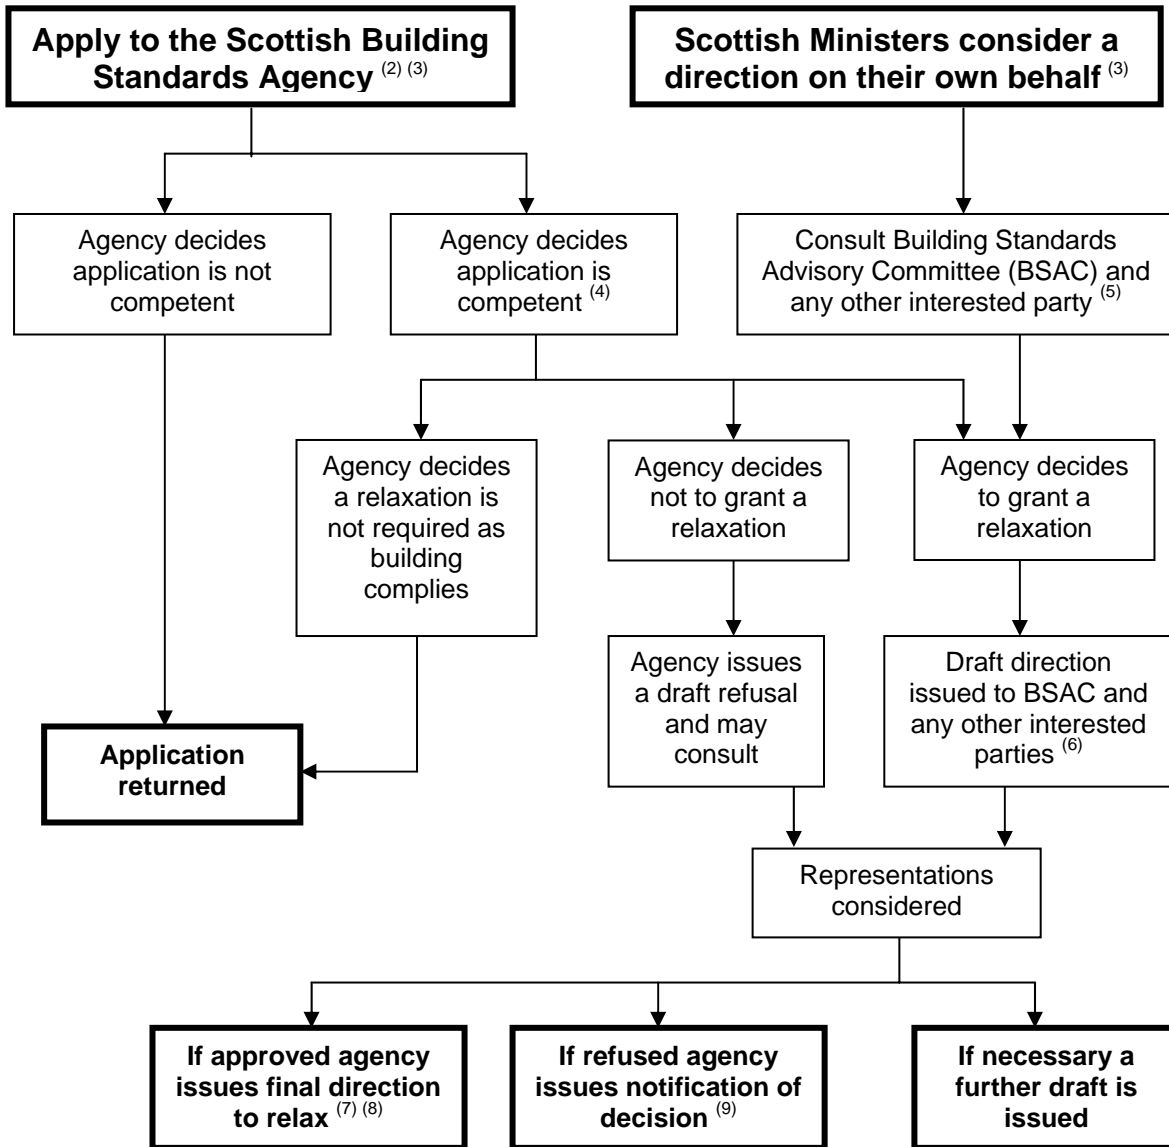 Apply to the Scottish Building
Standards Agency (2) (3)
Scottish Ministers consider a
direction on their own behalf (3)
Agency decides
application is not
competent
Agency decides
application is
competent (4)
Consult Building Standards
Advisory Committee (BSAC) and
any other interested party (5)
Agency decides
a relaxation is
not required as
building
complies
Agency decides
not to grant a
relaxation
Agency decides
to grant a
relaxation
Agency issues
a draft refusal
and may
consult
Draft direction
issued to BSAC and
any other interested
parties (6)
Application
returned
Representations
considered
If approved agency
issues final direction
to relax (7) (8)
If refused agency
issues notification of
decision (9)
If necessary a
further draft is
issued